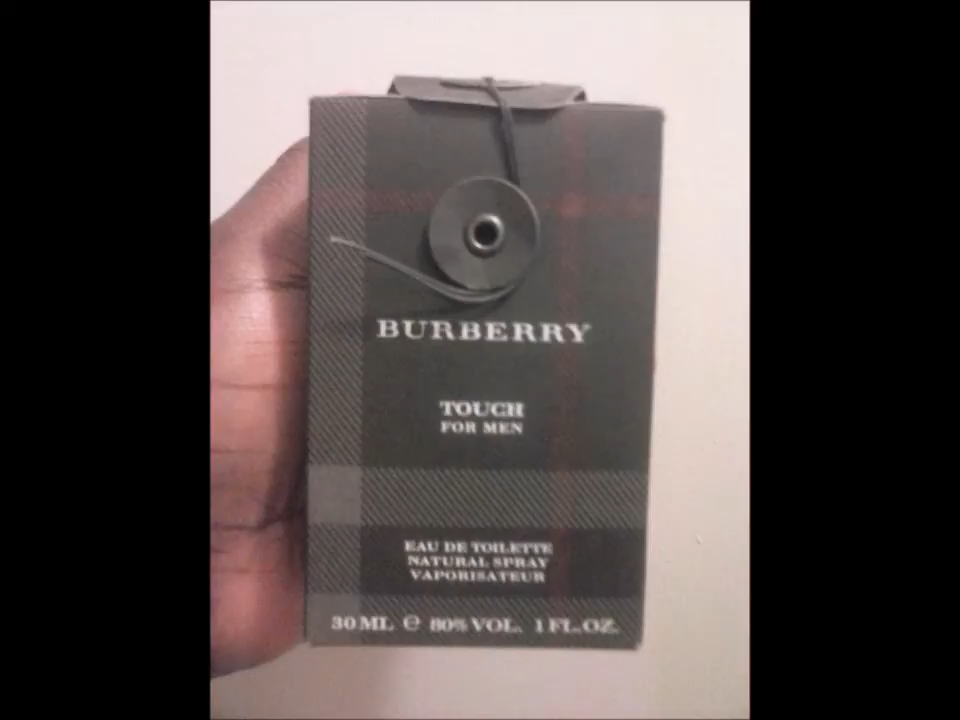 BURBERRY
TOUCH
FOR MEN
EAU DE TOILETTE
NATURAL SPRAY
VAPORISATEUR
30 ML ℮ 80% VOL. 1 FL.OZ.